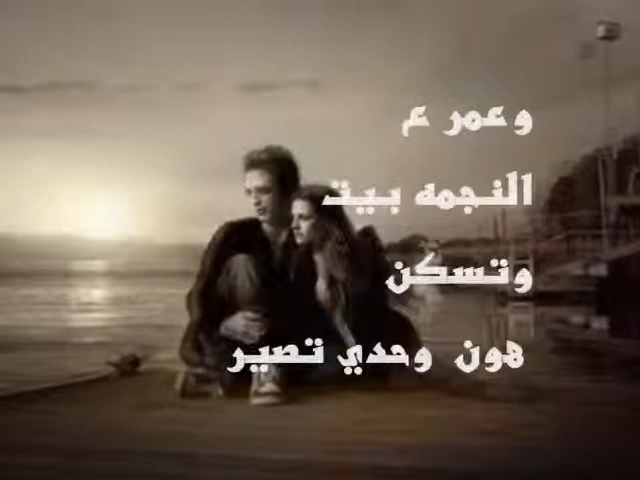 وعمر ع
النجمه بيت
وتسكن
هون وحدي تصير